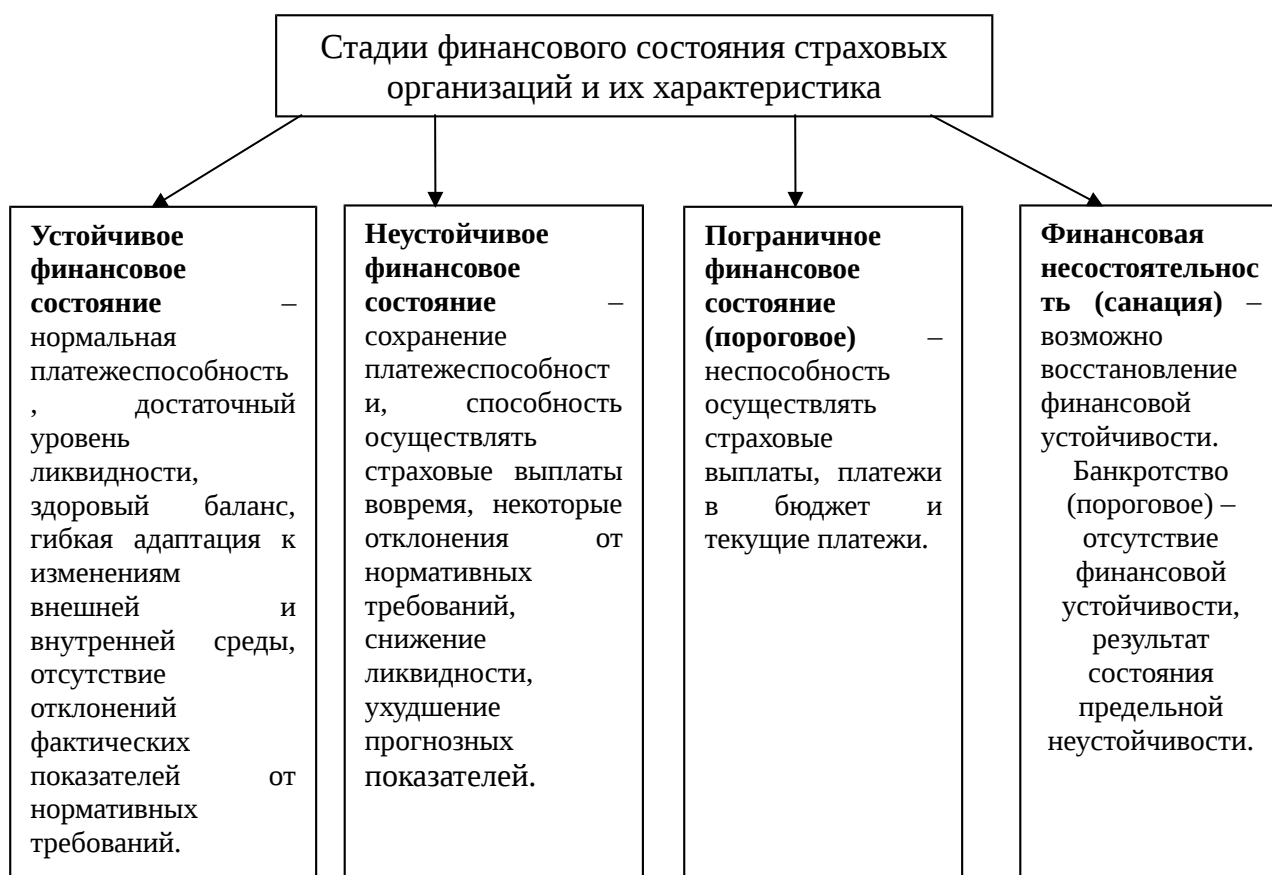 Стадии финансового состояния страховых
организаций и их характеристика
Устойчивое
финансовое
состояние –
нормальная
платежеспособность
, достаточный
уровень
ликвидности,
здоровый баланс,
гибкая адаптация к
изменениям
внешней и
внутренней среды,
отсутствие
отклонений
фактических
показателей от
нормативных
требований.
Неустойчивое
финансовое
состояние –
сохранение
платежеспособност
и, способность
осуществлять
страховые выплаты
вовремя, некоторые
отклонения от
нормативных
требований,
снижение
ликвидности,
ухудшение
прогнозных
показателей.
Пограничное
финансовое
состояние
(пороговое) –
неспособность
осуществлять
страховые
выплаты, платежи
в бюджет и
текущие платежи.
Финансовая
несостоятельнос
ть (санация) –
возможно
восстановление
финансовой
устойчивости.
Банкротство
(пороговое) –
отсутствие
финансовой
устойчивости,
результат
состояния
предельной
неустойчивости.